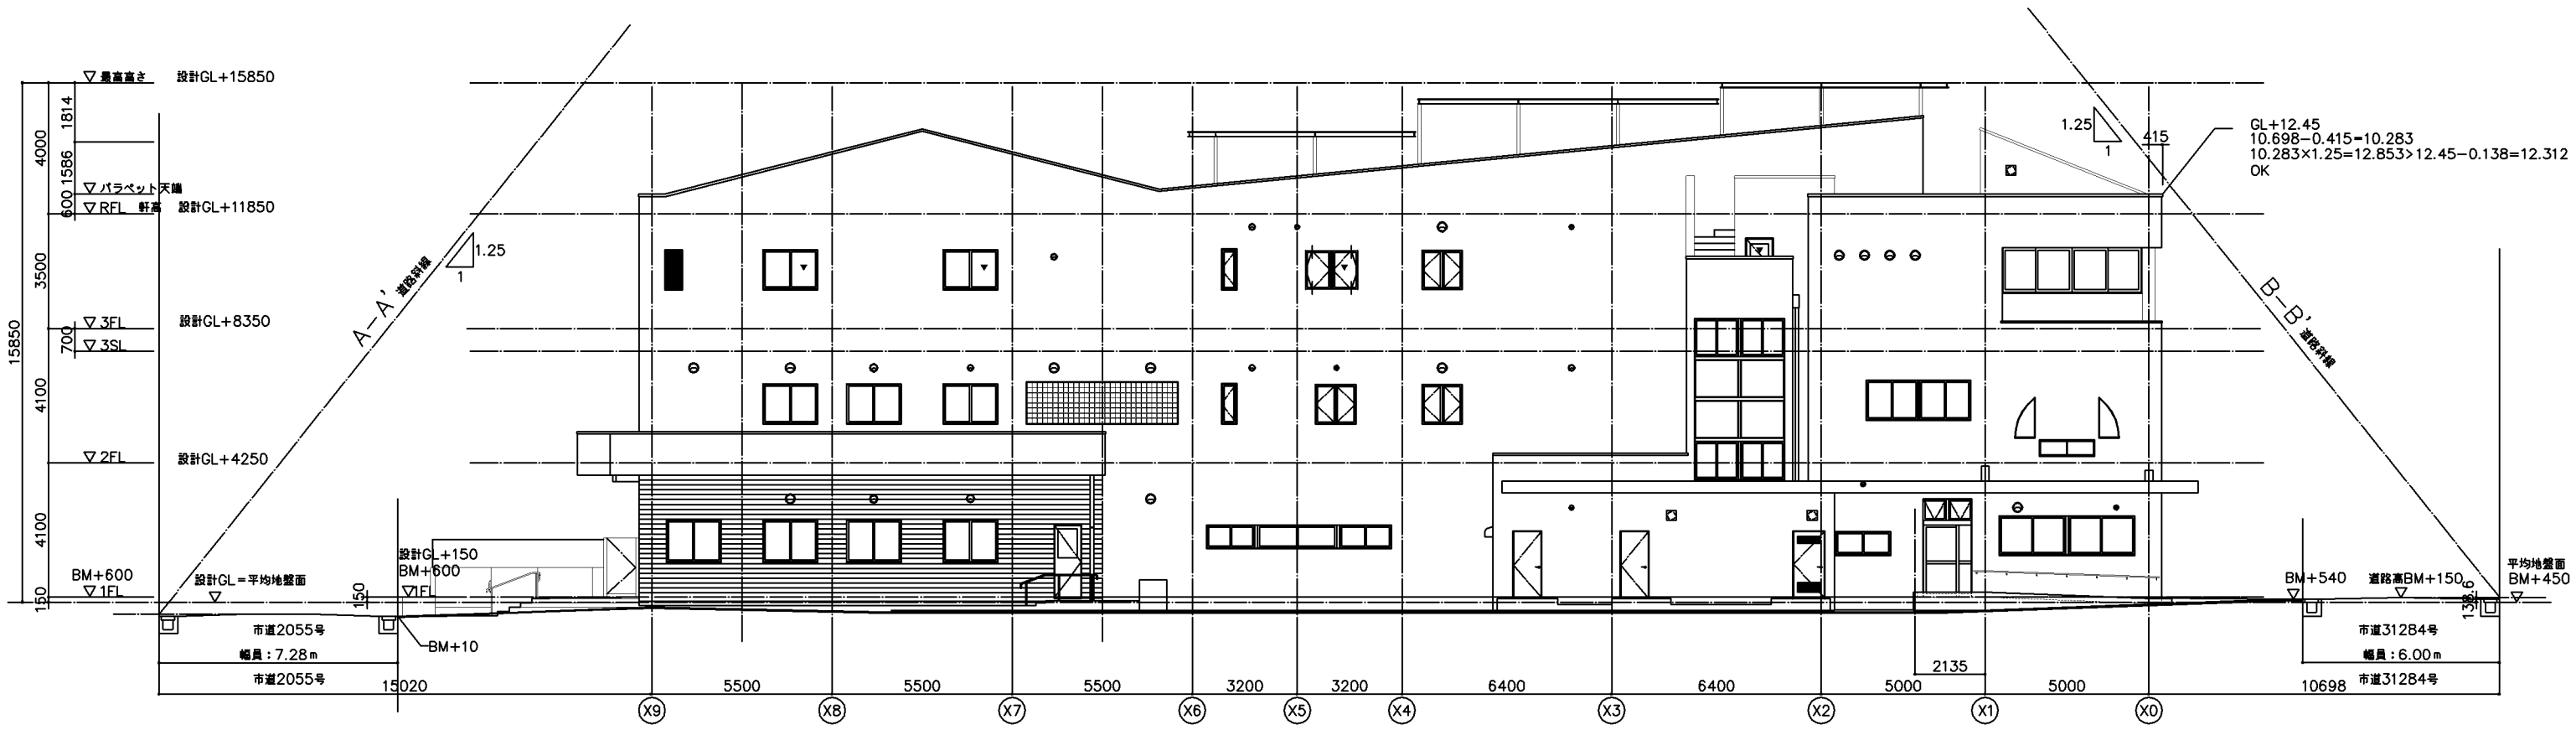 ▽ 最高高さ 設計GL+15850
1814
4000
1586
▽ パラペット天端
600
▽ RFL 軒高 設計GL+11850
3500
▽ 3FL 設計GL+8350
700
▽ 3SL
15850
4100
▽ 2FL 設計GL+4250
4100
BM+600
▽ 1FL
150
設計GL=平均地盤面
150
設計GL+150
BM+600
▽1FL
A-A' 道路斜線
1.25
1
1.25
1
415
GL+12.45
10.698-0.415=10.283
10.283×1.25=12.853>12.45-0.138=12.312
OK
B-B' 道路斜線
BM+540
道路高BM+150
平均地盤面
BM+450
市道2055号
幅員:7.28m
市道2055号
BM+10
市道31284号
幅員:6.00m
市道31284号
2135
15020
5500
5500
5500
3200
3200
6400
6400
5000
5000
10698
X9
X8
X7
X6
X5
X4
X3
X2
X1
X0